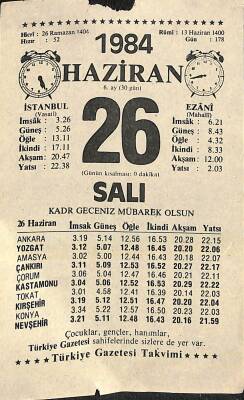 Hicrî : 26 Ramazan 1404
Hızır : 52
1984
Rûmî : 13 Haziran 1400
Gün : 178
HAZİRAN
6. ay (30 gün)
İSTANBUL
(Vasatî)
İmsâk : 3.26
Güneş : 5.26
Öğle : 13.11
İkindi : 17.11
Akşam : 20.47
Yatsı : 22.38
26
(Günün kısalması: 0 dakika)
EZÂNÎ
(Mahallî)
İmsâk : 6.21
Güneş : 8.43
Öğle : 4.32
İkindi : 8.33
Akşam : 12.00
Yatsı : 2.03
SALI
KADR GECENİZ MÜBAREK OLSUN
26 Haziran İmsak Güneş Öğle İkindi Akşam Yatsı
ANKARA 3.19 5.14 12.56 16.53 20.28 22.15
YOZGAT 3.12 5.07 12.48 16.45 20.20 22.06
AMASYA 3.02 5.00 12.44 16.43 20.18 22.08
ÇANKIRI 3.11 5.09 12.53 16.52 20.27 22.17
ÇORUM 3.06 5.04 12.47 16.46 20.21 22.11
KASTAMONU 3.04 5.06 12.52 16.53 20.29 22.22
TOKAT 3.01 4.58 12.41 16.39 20.14 22.03
KIRŞEHİR 3.19 5.12 12.51 16.47 20.20 22.04
KONYA 3.34 5.22 12.57 16.50 20.23 22.03
NEVŞEHİR 3.21 5.11 12.48 16.43 20.16 21.59
Çocuklar, gençler, hanımlar,
Türkiye Gazetesi sahifelerinde sizlere de yer var.
Türkiye Gazetesi Takvimi